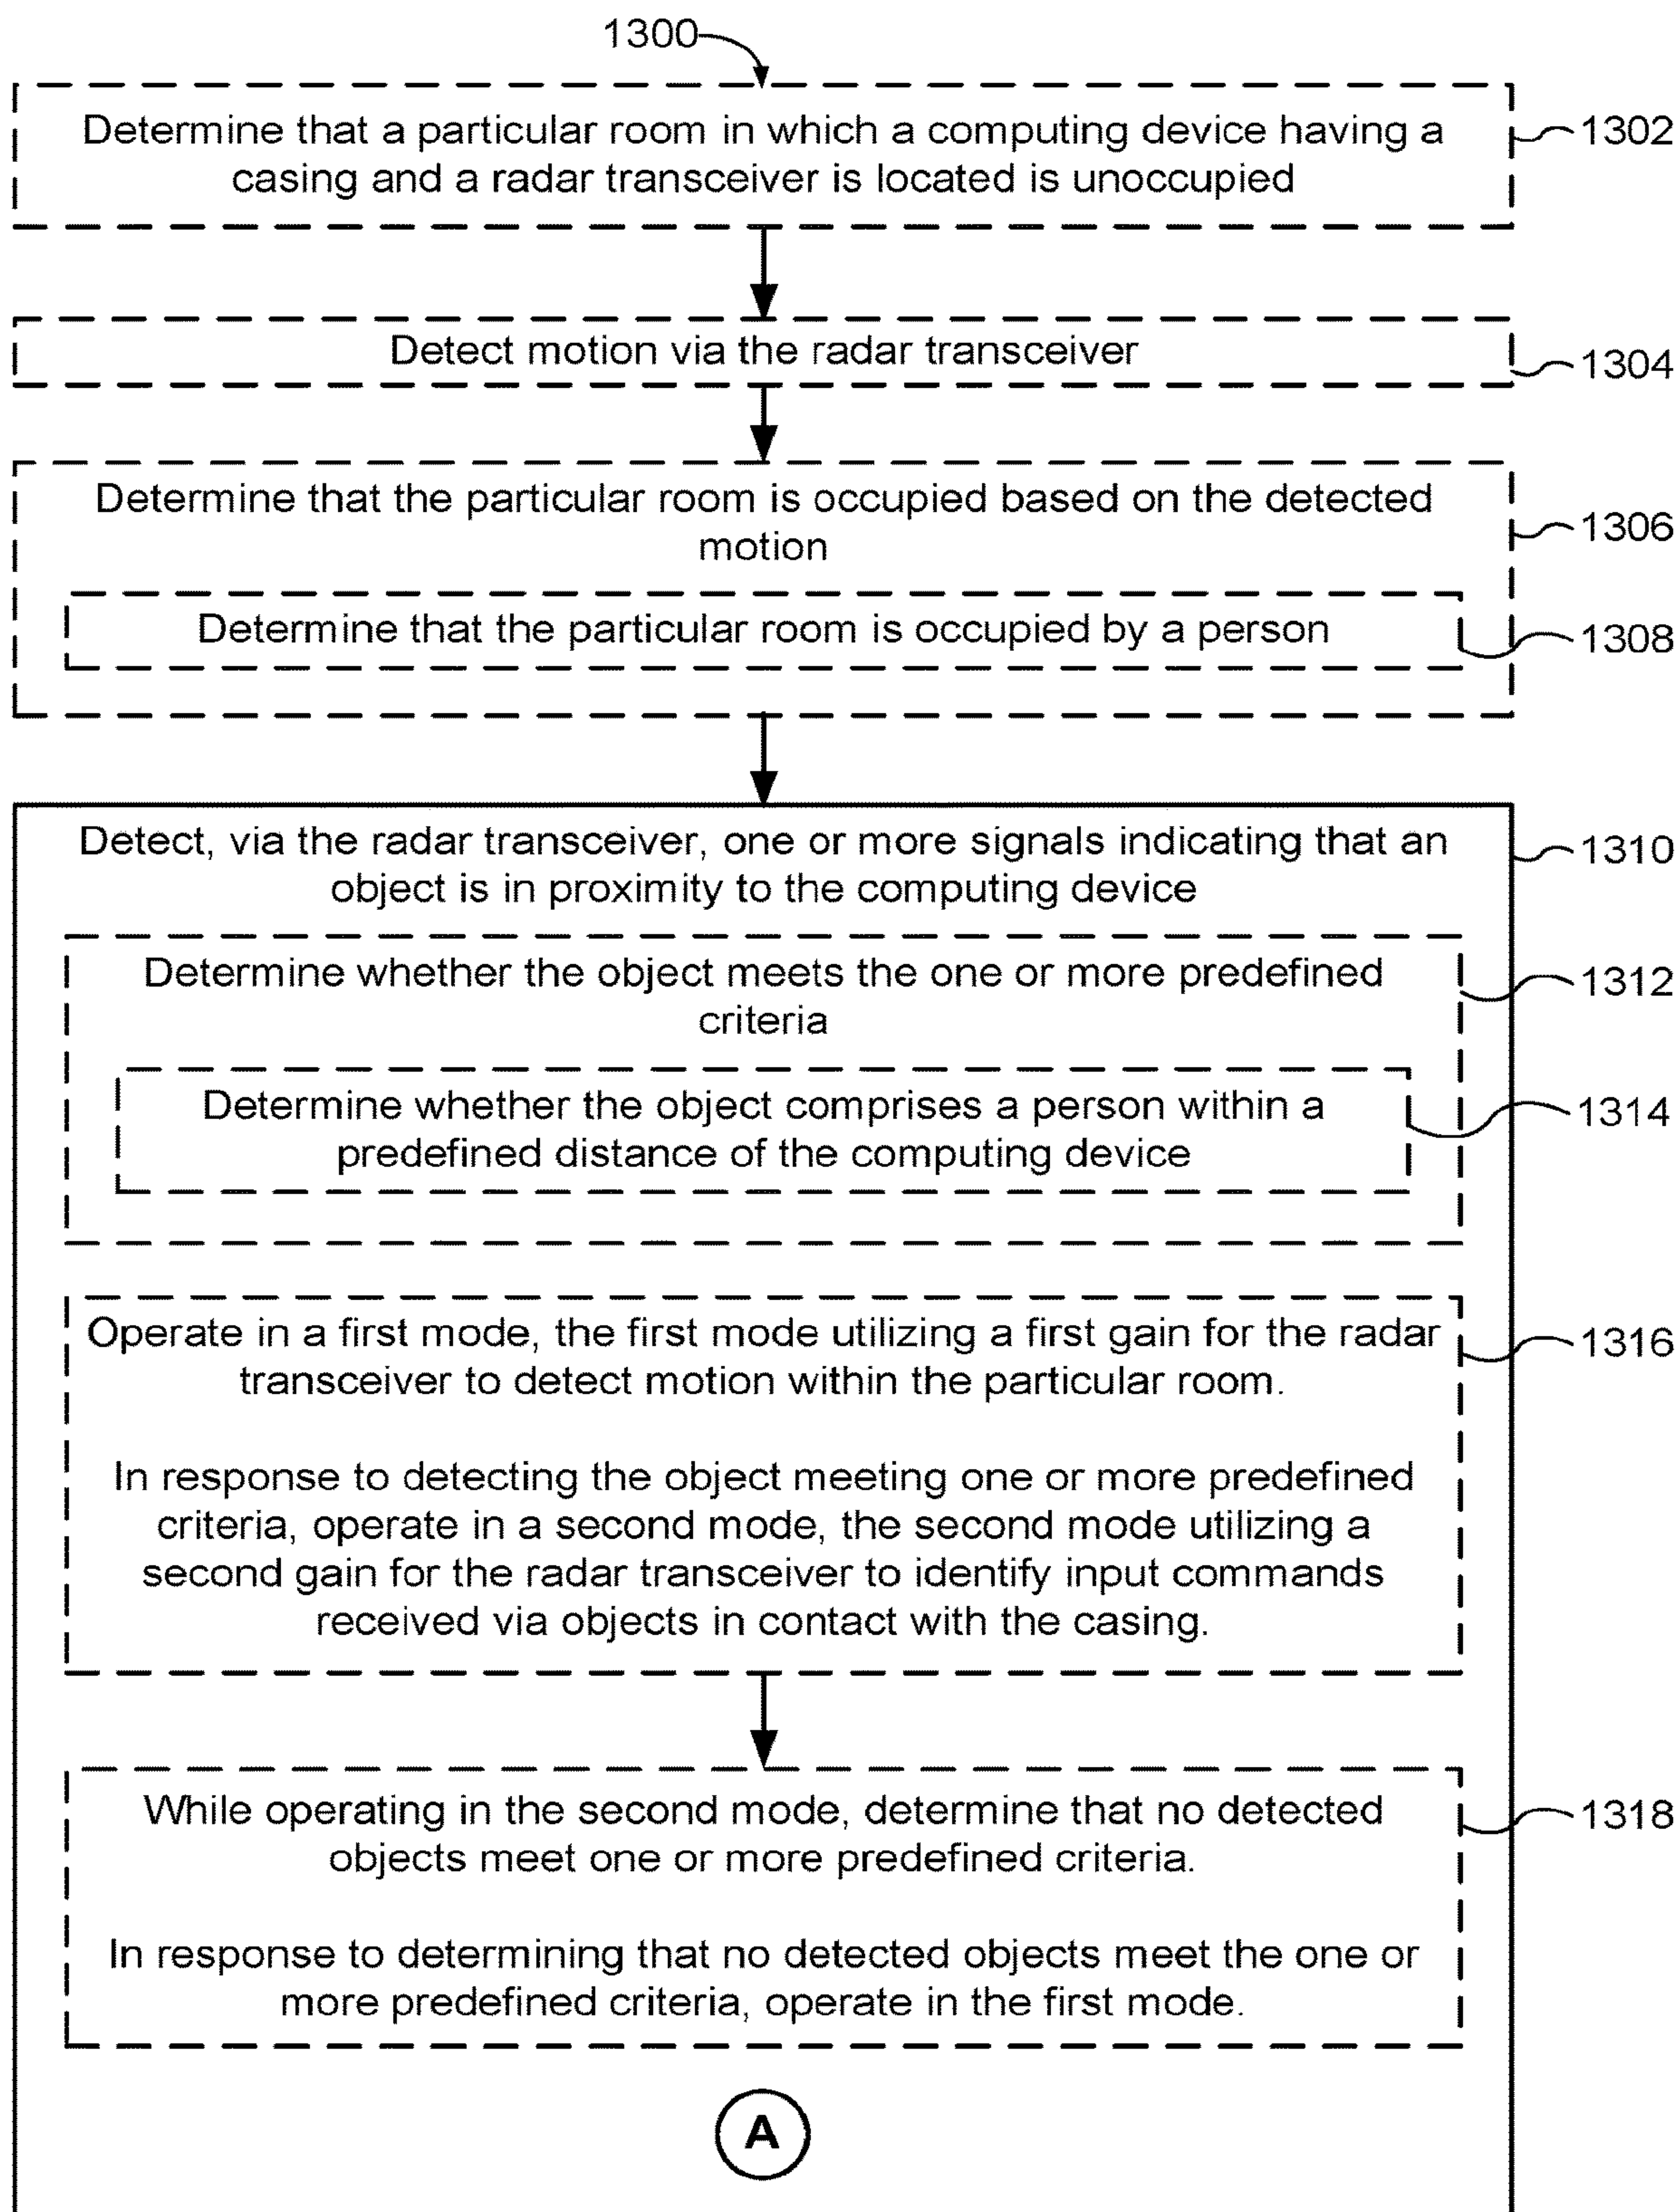 1300
Determine that a particular room in which a computing device having a
casing and a radar transceiver is located is unoccupied
1302
Detect motion via the radar transceiver
1304
Determine that the particular room is occupied based on the detected
motion
1306
Determine that the particular room is occupied by a person
1308
Detect, via the radar transceiver, one or more signals indicating that an
object is in proximity to the computing device
1310
Determine whether the object meets the one or more predefined
criteria
1312
Determine whether the object comprises a person within a
predefined distance of the computing device
1314
Operate in a first mode, the first mode utilizing a first gain for the radar
transceiver to detect motion within the particular room.
1316
In response to detecting the object meeting one or more predefined
criteria, operate in a second mode, the second mode utilizing a
second gain for the radar transceiver to identify input commands
received via objects in contact with the casing.
While operating in the second mode, determine that no detected
objects meet one or more predefined criteria.
1318
In response to determining that no detected objects meet the one or
more predefined criteria, operate in the first mode.
A